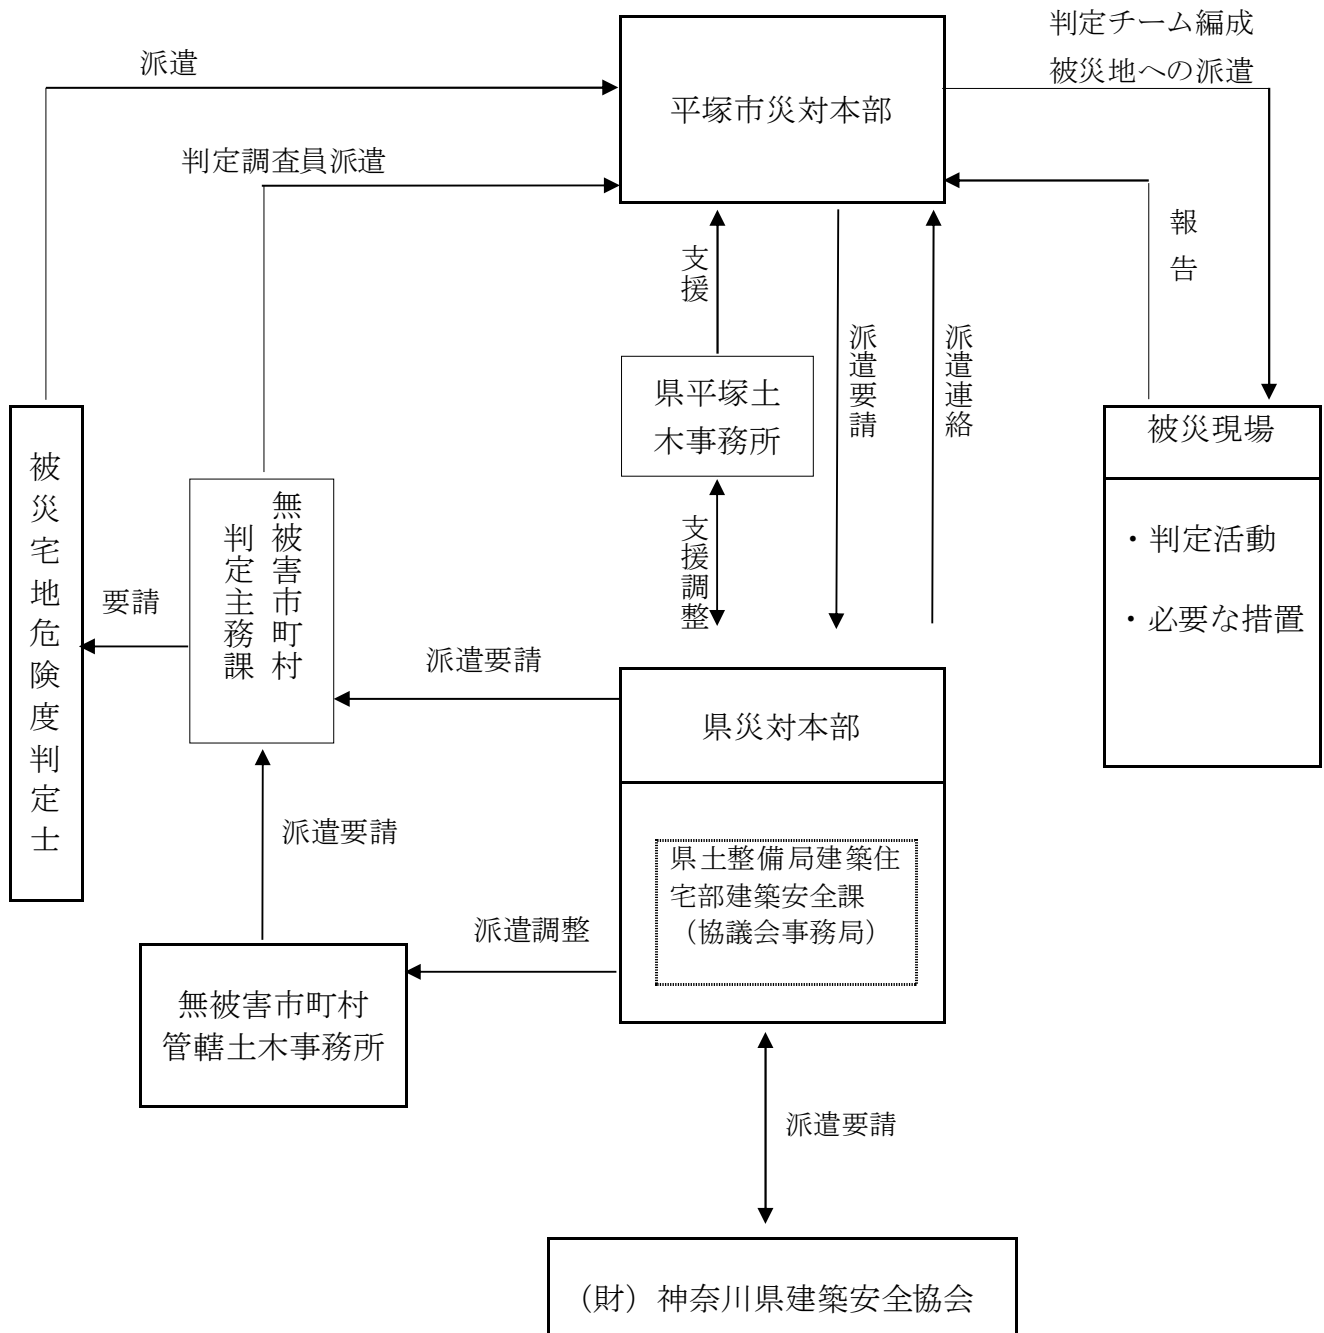 判定チーム編成
被災地への派遣
派遣
平塚市災対本部
判定調査員派遣
報告
支援
派遣要請
派遣連絡
県平塚土
木事務所
被災現場
・判定活動
・必要な措置
被災宅地危険度判定士
無被害市町村
判定主務課
要請
支援調整
派遣要請
県災対本部
派遣要請
県土整備局建築住
宅部建築安全課
（協議会事務局）
派遣調整
無被害市町村
管轄土木事務所
派遣要請
（財）神奈川県建築安全協会